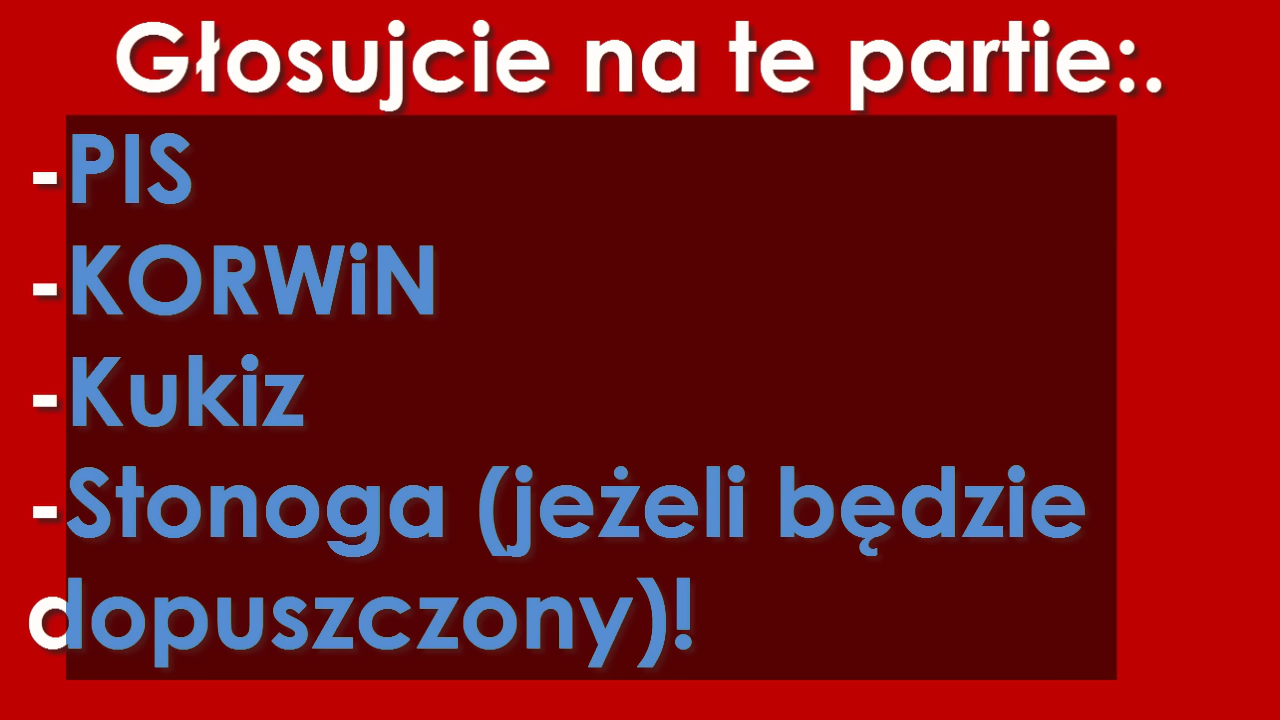 Głosujcie na te partie:.
-PIS
-KORWiN
-Kukiz
-Stonoga (jeżeli będzie
dopuszczony)!